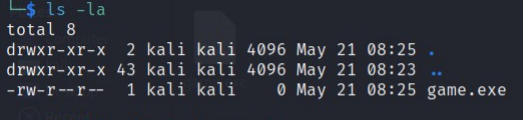 └─$ ls -la
total 8
drwxr-xr-x  2 kali kali 4096 May 21 08:25 .
drwxr-xr-x 43 kali kali 4096 May 21 08:23 ..
-rw-r--r--  1 kali kali    0 May 21 08:25 game.exe